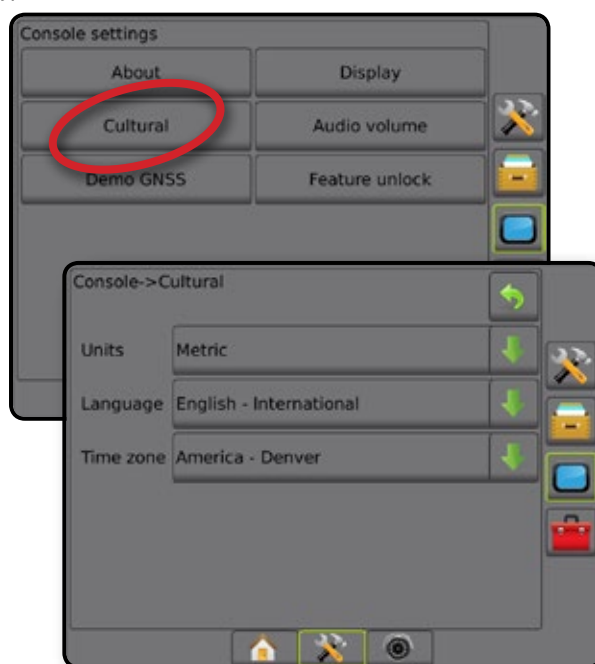 Console settings
About Display
Cultural Audio volume
Demo GNSS Feature unlock
Console->Cultural
Units Metric
Language English - International
Time zone America - Denver